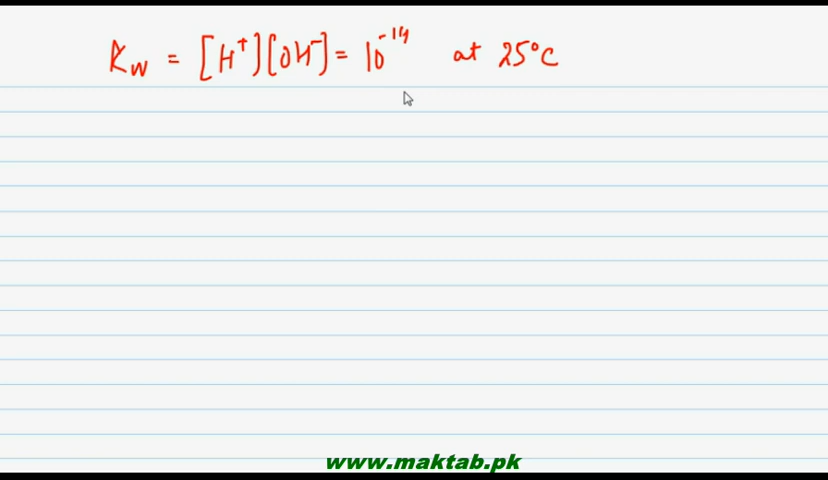 Kw = [H⁺][OH⁻] = 10⁻¹⁴ at 25°C
www.maktab.pk